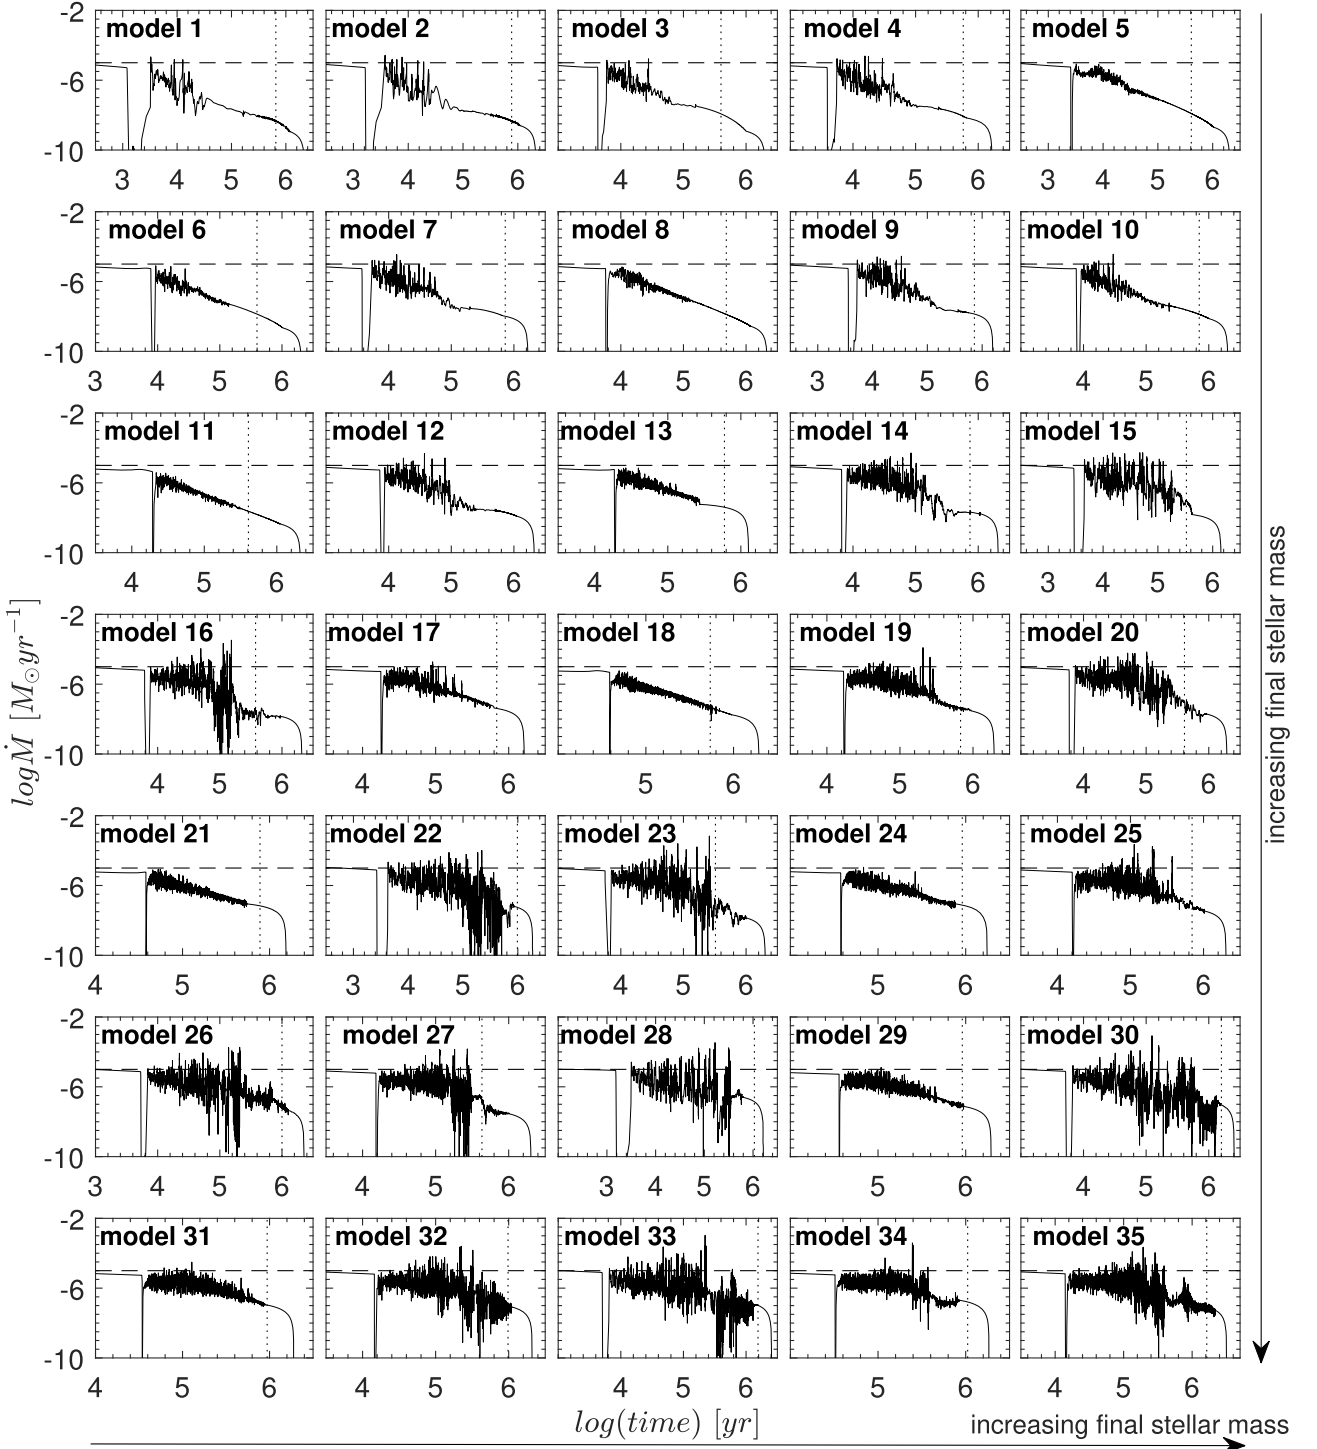 -2
-6
-10
model 1
model 2
model 3
model 4
model 5
3 4 5 6
3 4 5 6
4 5 6
4 5 6
4 5 6
-2
-6
-10
model 6
model 7
model 8
model 9
model 10
3 4 5 6
4 5 6
4 5 6
3 4 5 6
4 5 6
-2
-6
-10
model 11
model 12
model 13
model 14
model 15
4 5 6
4 5 6
4 5 6
4 5 6
3 4 5 6
-2
-6
-10
model 16
model 17
model 18
model 19
model 20
4 5 6
4 5 6
5 6
4 5 6
4 5 6
-2
-6
-10
model 21
model 22
model 23
model 24
model 25
4 5 6
3 4 5 6
4 5 6
5 6
4 5 6
-2
-6
-10
model 26
model 27
model 28
model 29
model 30
3 4 5 6
4 5 6
3 4 5 6
5 6
4 5 6
-2
-6
-10
model 31
model 32
model 33
model 34
model 35
4 5 6
4 5 6
4 5 6
5 6
4 5 6
logṀ [M⊙yr⁻¹]
log(time) [yr]
increasing final stellar mass
increasing final stellar mass